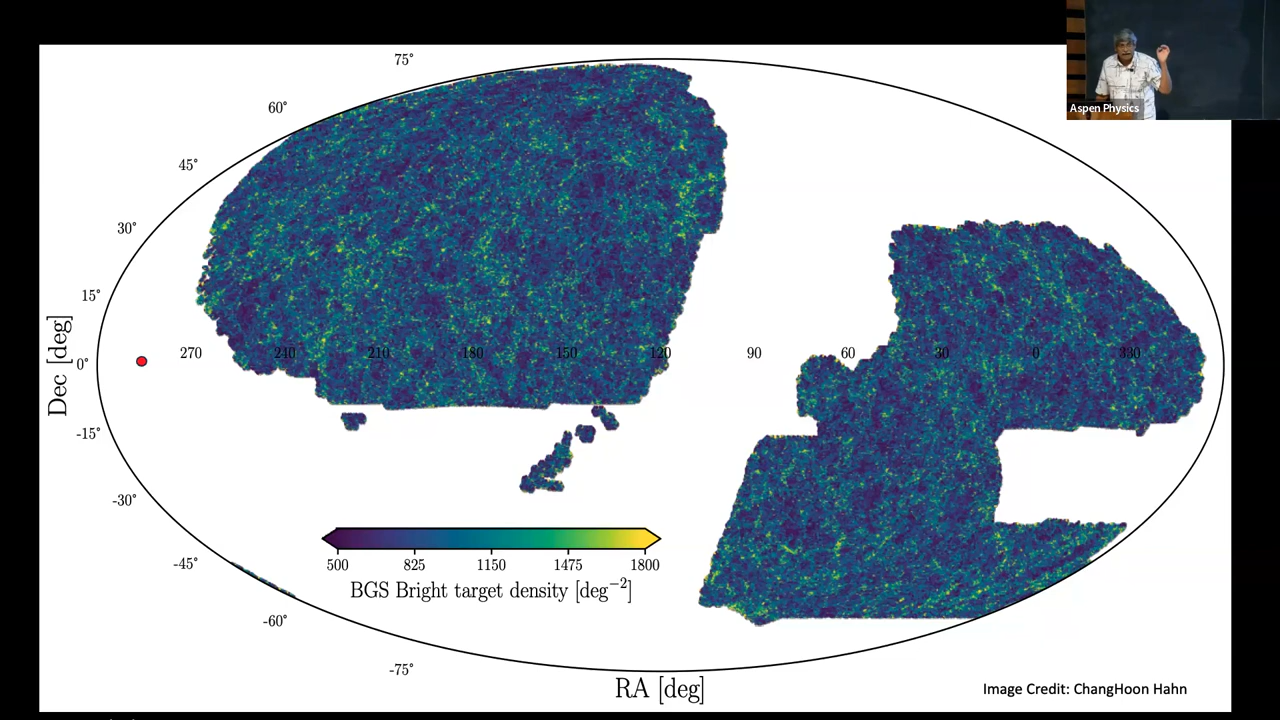 Aspen Physics
75°
60°
45°
30°
15°
0°
-15°
-30°
-45°
-60°
-75°
Dec [deg]
270 240 210 180 150 120 90 60 30 0 330
500 825 1150 1475 1800
BGS Bright target density [deg⁻²]
RA [deg]
Image Credit: ChangHoon Hahn